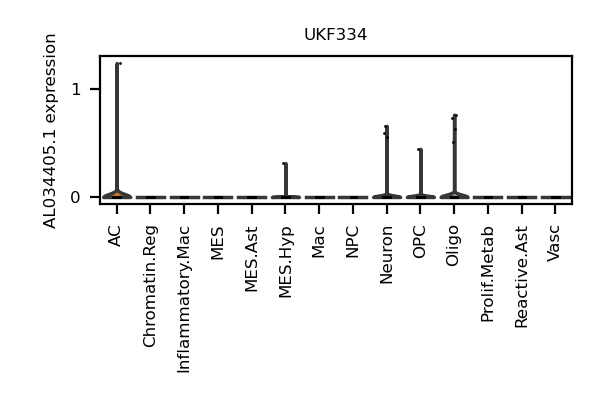 UKF334
AL034405.1 expression
1
0
AC
Chromatin.Reg
Inflammatory.Mac
MES
MES.Ast
MES.Hyp
Mac
NPC
Neuron
OPC
Oligo
Prolif.Metab
Reactive.Ast
Vasc